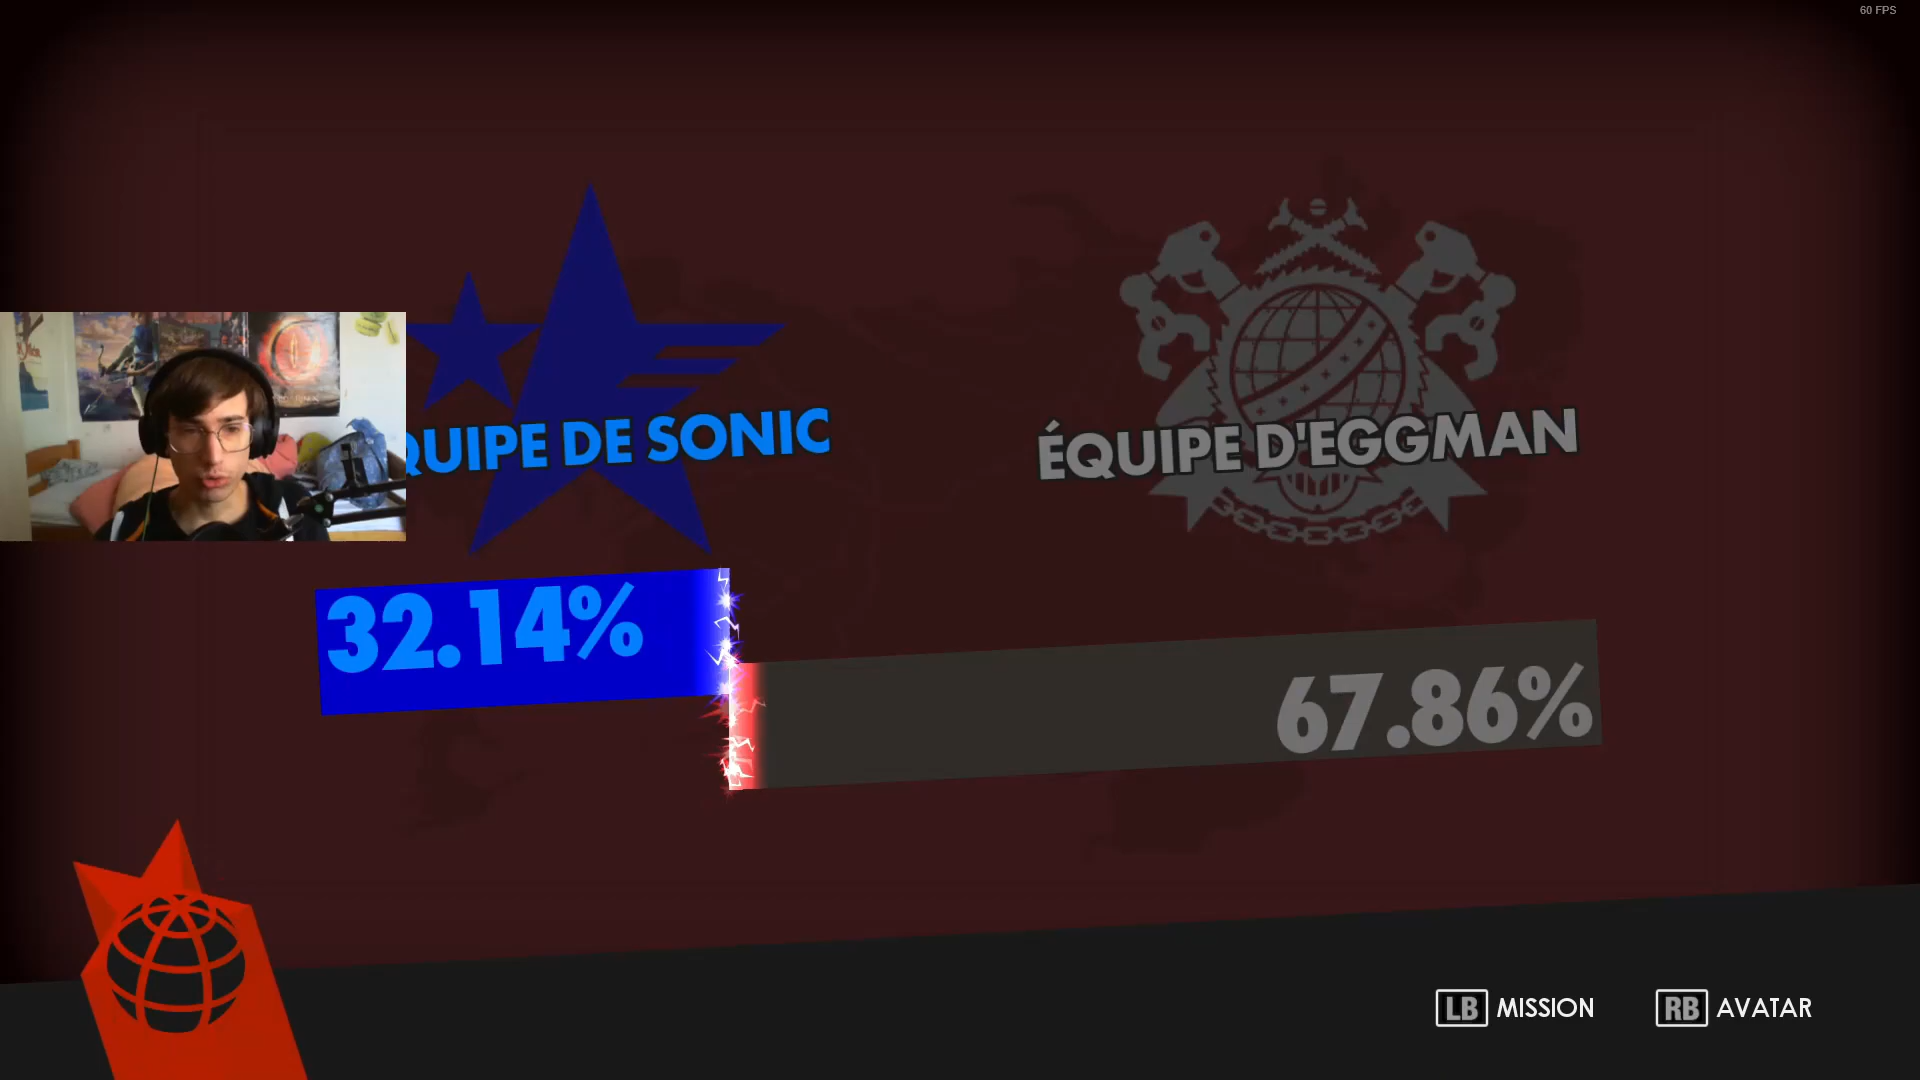 60 FPS
QUIPE DE SONIC
ÉQUIPE D'EGGMAN
32.14%
67.86%
LB MISSION
RB AVATAR